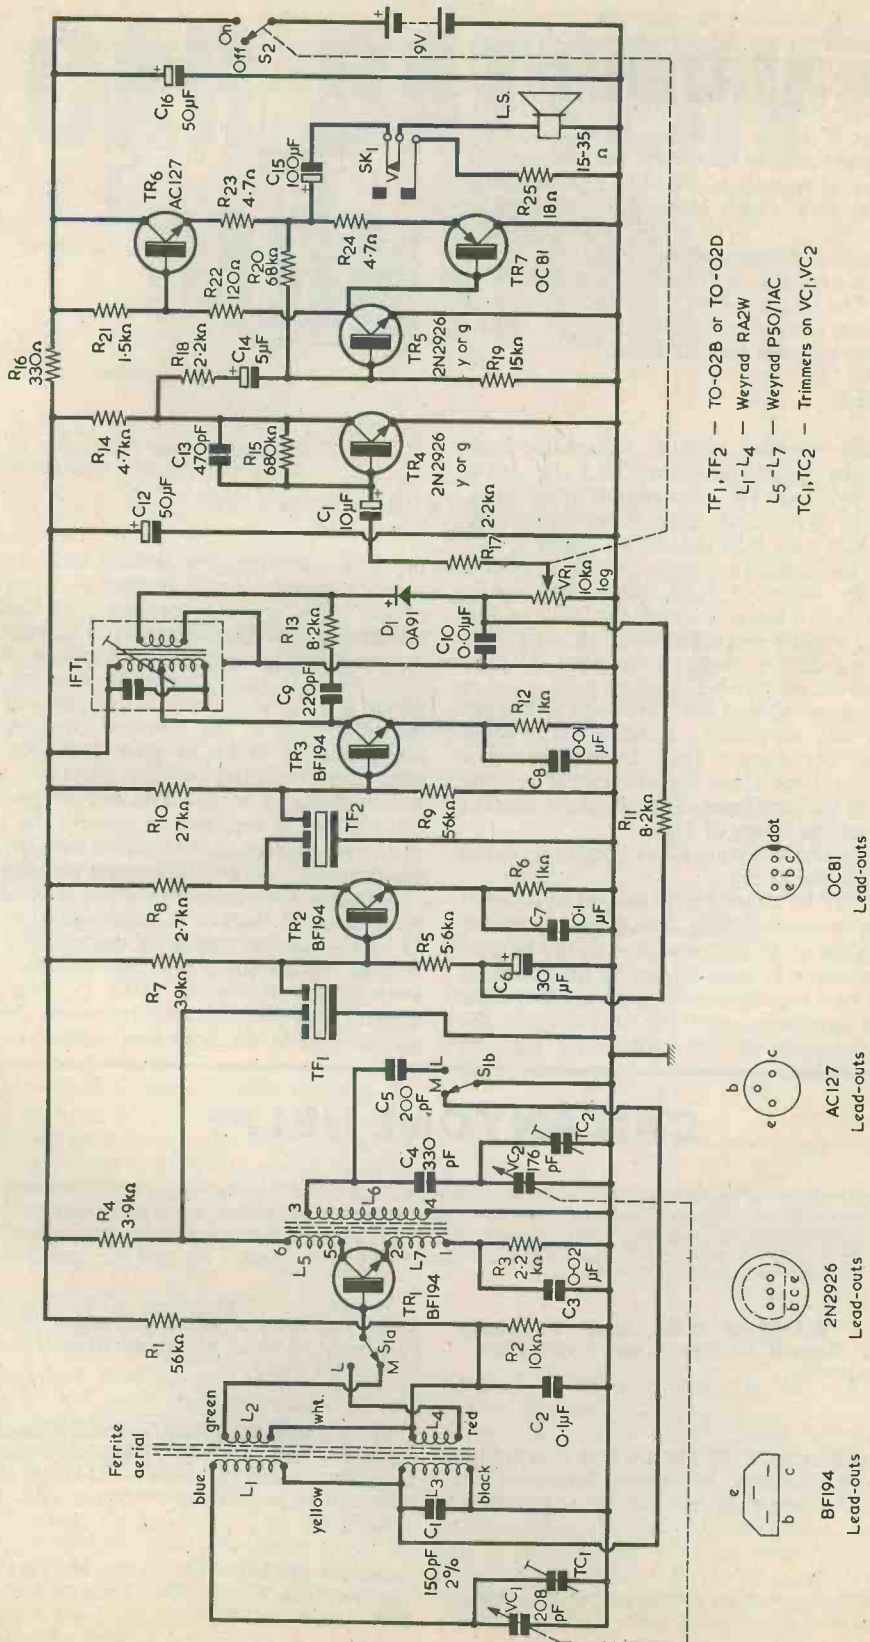 Ferrite
aerial
blue
green
L1
L2
wht.
yellow
L3
L4
black
red
C1
150pF
2%
VC1
208
pF
TC1
R1
56kΩ
L
M
S1a
C2
0·1µF
R2
10kΩ
TR1
BF194
R4
3·9kΩ
6
L5
5
2
L7
1
3
L6
4
C3
0·02
µF
R3
2·2
kΩ
C4
330
pF
VC2
176
pF
TC2
C5
200
pF
M
L
S1b
TF1
R7
39kΩ
R8
2·7kΩ
TR2
BF194
R5
5·6kΩ
C6
+
30
µF
C7
0·1
µF
R6
1kΩ
TF2
R10
27kΩ
R9
56kΩ
TR3
BF194
C8
0·01
µF
R12
1kΩ
R11
8·2kΩ
IFT1
C9
220pF
R13
8·2kΩ
D1
+
OA91
C10
0·01µF
VR1
10kΩ
log
R17
2·2kΩ
+
C12
50µF
C1
10µF
+
R14
4·7kΩ
C13
470pF
R15
680kΩ
TR4
2N2926
y or g
R16
330Ω
R18
2·2kΩ
+
C14
5µF
R21
1·5kΩ
R22
120Ω
R20
68kΩ
TR5
2N2926
y or g
R19
15kΩ
TR6
AC127
R23
4·7Ω
R24
4·7Ω
TR7
OC81
C15
100µF
+
SK1
R25
18Ω
L.S.
15-35
Ω
+
C16
50µF
On
Off
S2
+
9V
TF1,TF2 — TO-O2B or TO-O2D
L1-L4 — Weyrad RA2W
L5-L7 — Weyrad P50/1AC
TC1,TC2 — Trimmers on VC1,VC2
e
b
c
BF194
Lead-outs
b c e
2N2926
Lead-outs
b
e
c
AC127
Lead-outs
dot
e b c
OC81
Lead-outs